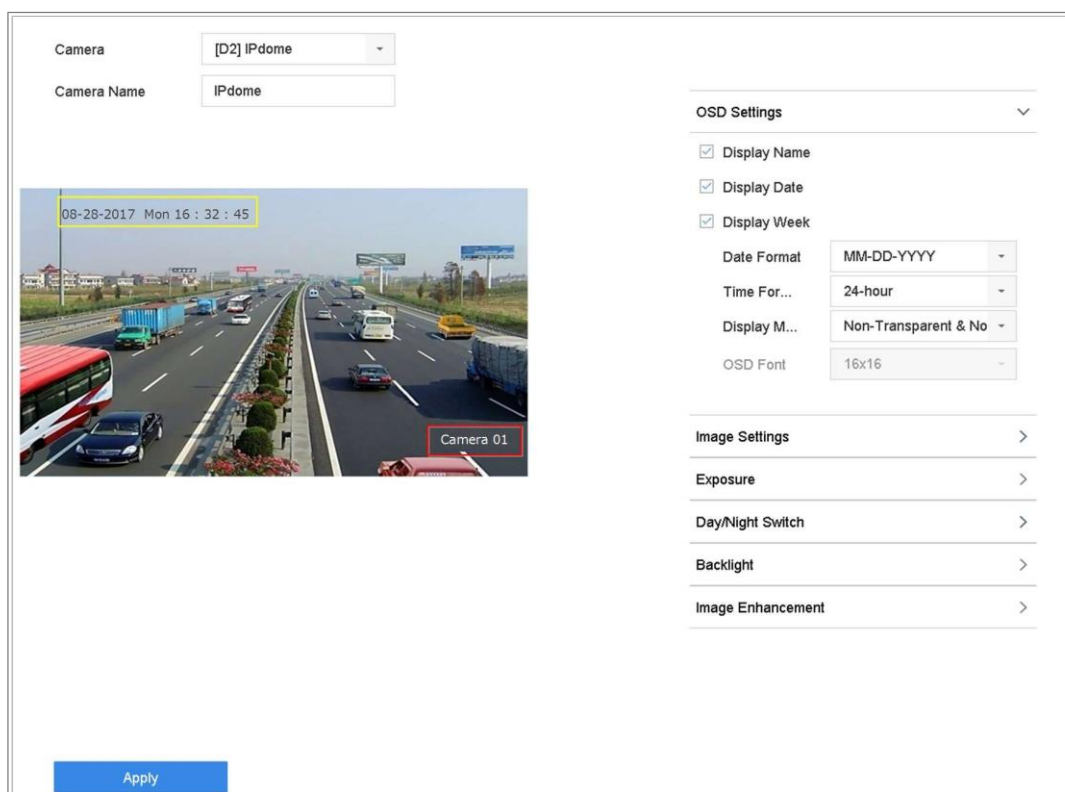 Camera [D2] IPdome
Camera Name IPdome
08-28-2017 Mon 16 : 32 : 45
Camera 01
OSD Settings
Display Name
Display Date
Display Week
Date Format MM-DD-YYYY
Time For... 24-hour
Display M... Non-Transparent & No
OSD Font 16x16
Image Settings
Exposure
Day/Night Switch
Backlight
Image Enhancement
Apply